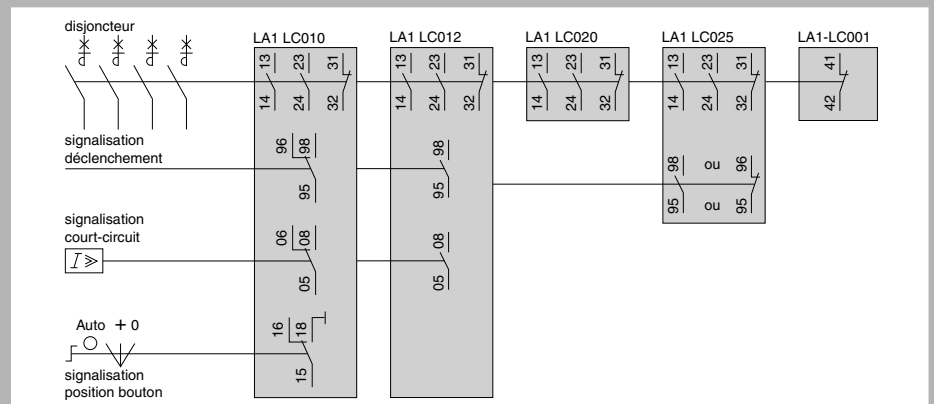 disjoncteur
LA1 LC010
LA1 LC012
LA1 LC020
LA1 LC025
LA1-LC001
13 23 31
13 23 31
13 23 31
13 23 31
41
14 24 32
14 24 32
14 24 32
14 24 32
42
signalisation
déclenchement
96 98
98
98 ou 96
95
95
95 ou 95
signalisation
court-circuit
06 08
08
I
05
05
Auto + 0
16 18
15
signalisation
position bouton